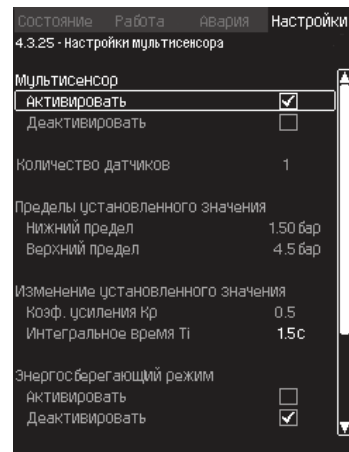 Состояние Работа Авария Настройки
4.3.25 - Настройки мультисенсора
Мультисенсор
Активировать
Деактивировать
Количество датчиков 1
Пределы установленного значения
Нижний предел 1.50 бар
Верхний предел 4.5 бар
Изменение установленного значения
Коэф. усиления Кр 0.5
Интегральное время Ti 1.5 с
Энергосберегающий режим
Активировать
Деактивировать